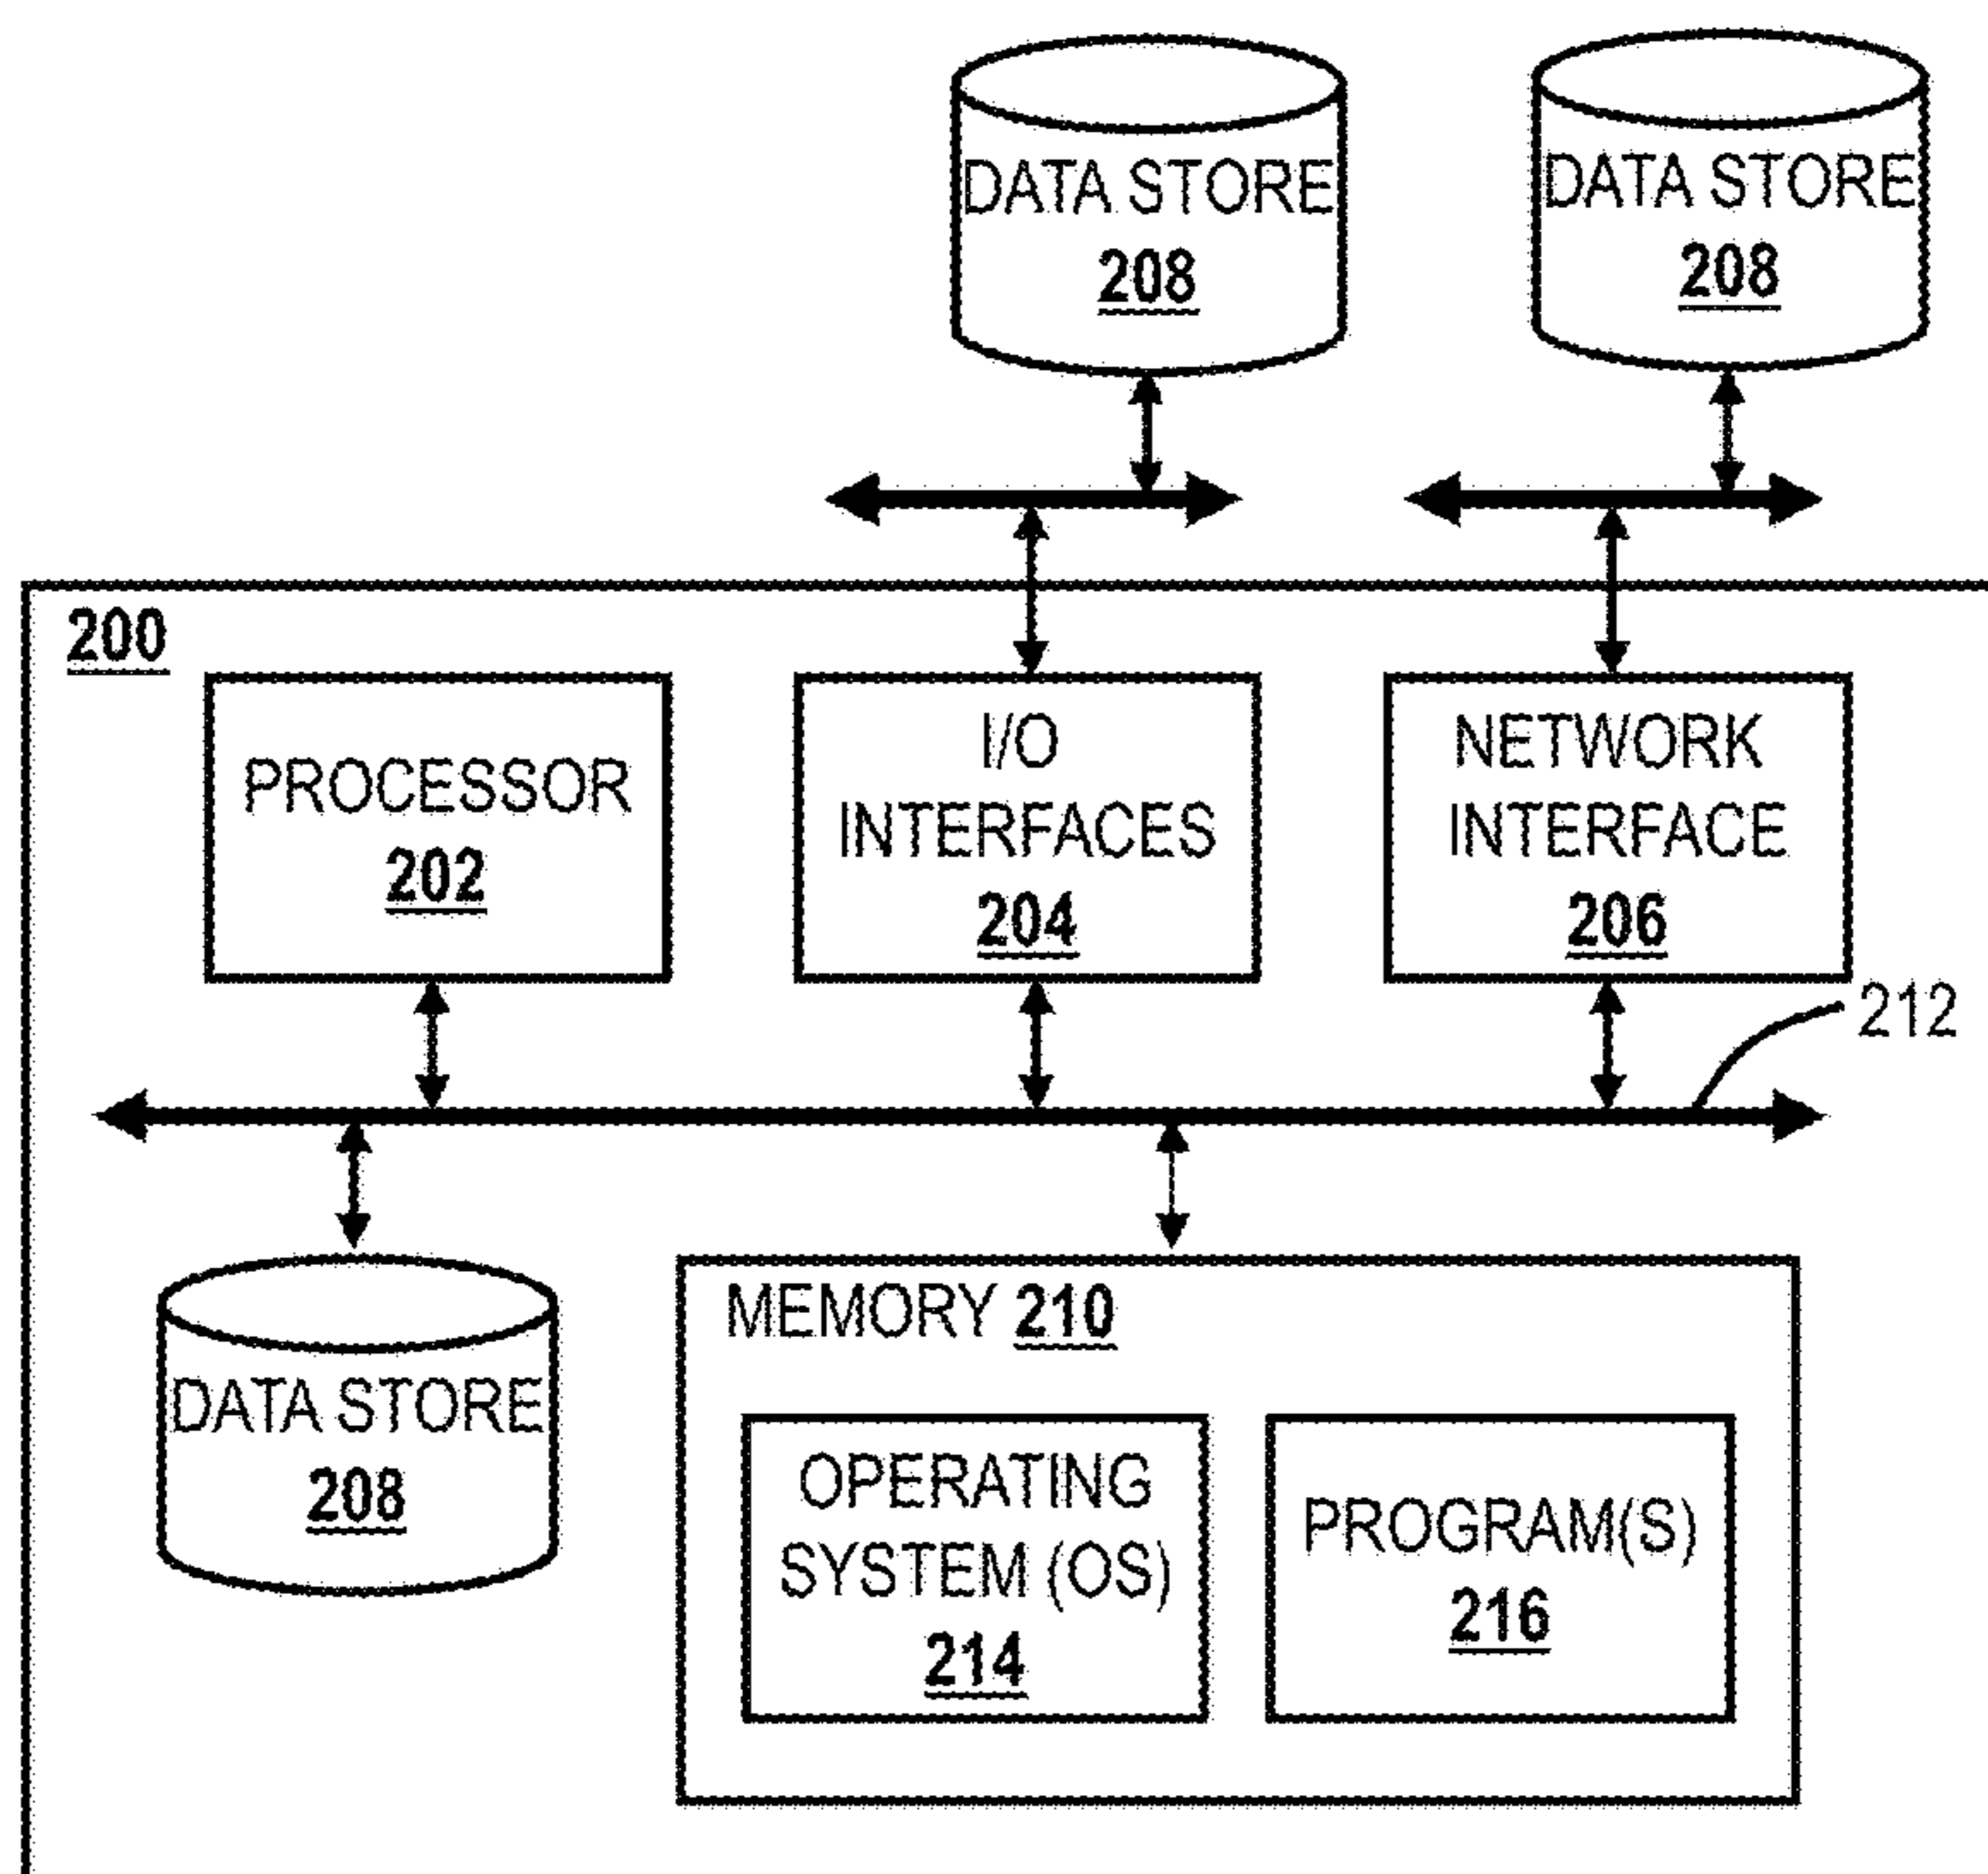 DATA STORE
208
DATA STORE
208
200
PROCESSOR
202
I/O
INTERFACES
204
NETWORK
INTERFACE
206
212
DATA STORE
208
MEMORY 210
OPERATING
SYSTEM (OS)
214
PROGRAM(S)
216